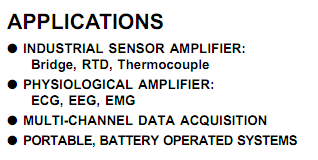 APPLICATIONS
● INDUSTRIAL SENSOR AMPLIFIER:
Bridge, RTD, Thermocouple
● PHYSIOLOGICAL AMPLIFIER:
ECG, EEG, EMG
● MULTI-CHANNEL DATA ACQUISITION
● PORTABLE, BATTERY OPERATED SYSTEMS